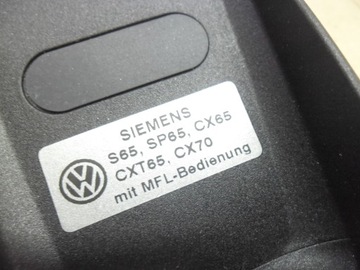 SIEMENS
S65, SP65, CX65
CXT65, CX70
mit MFL-Bedienung